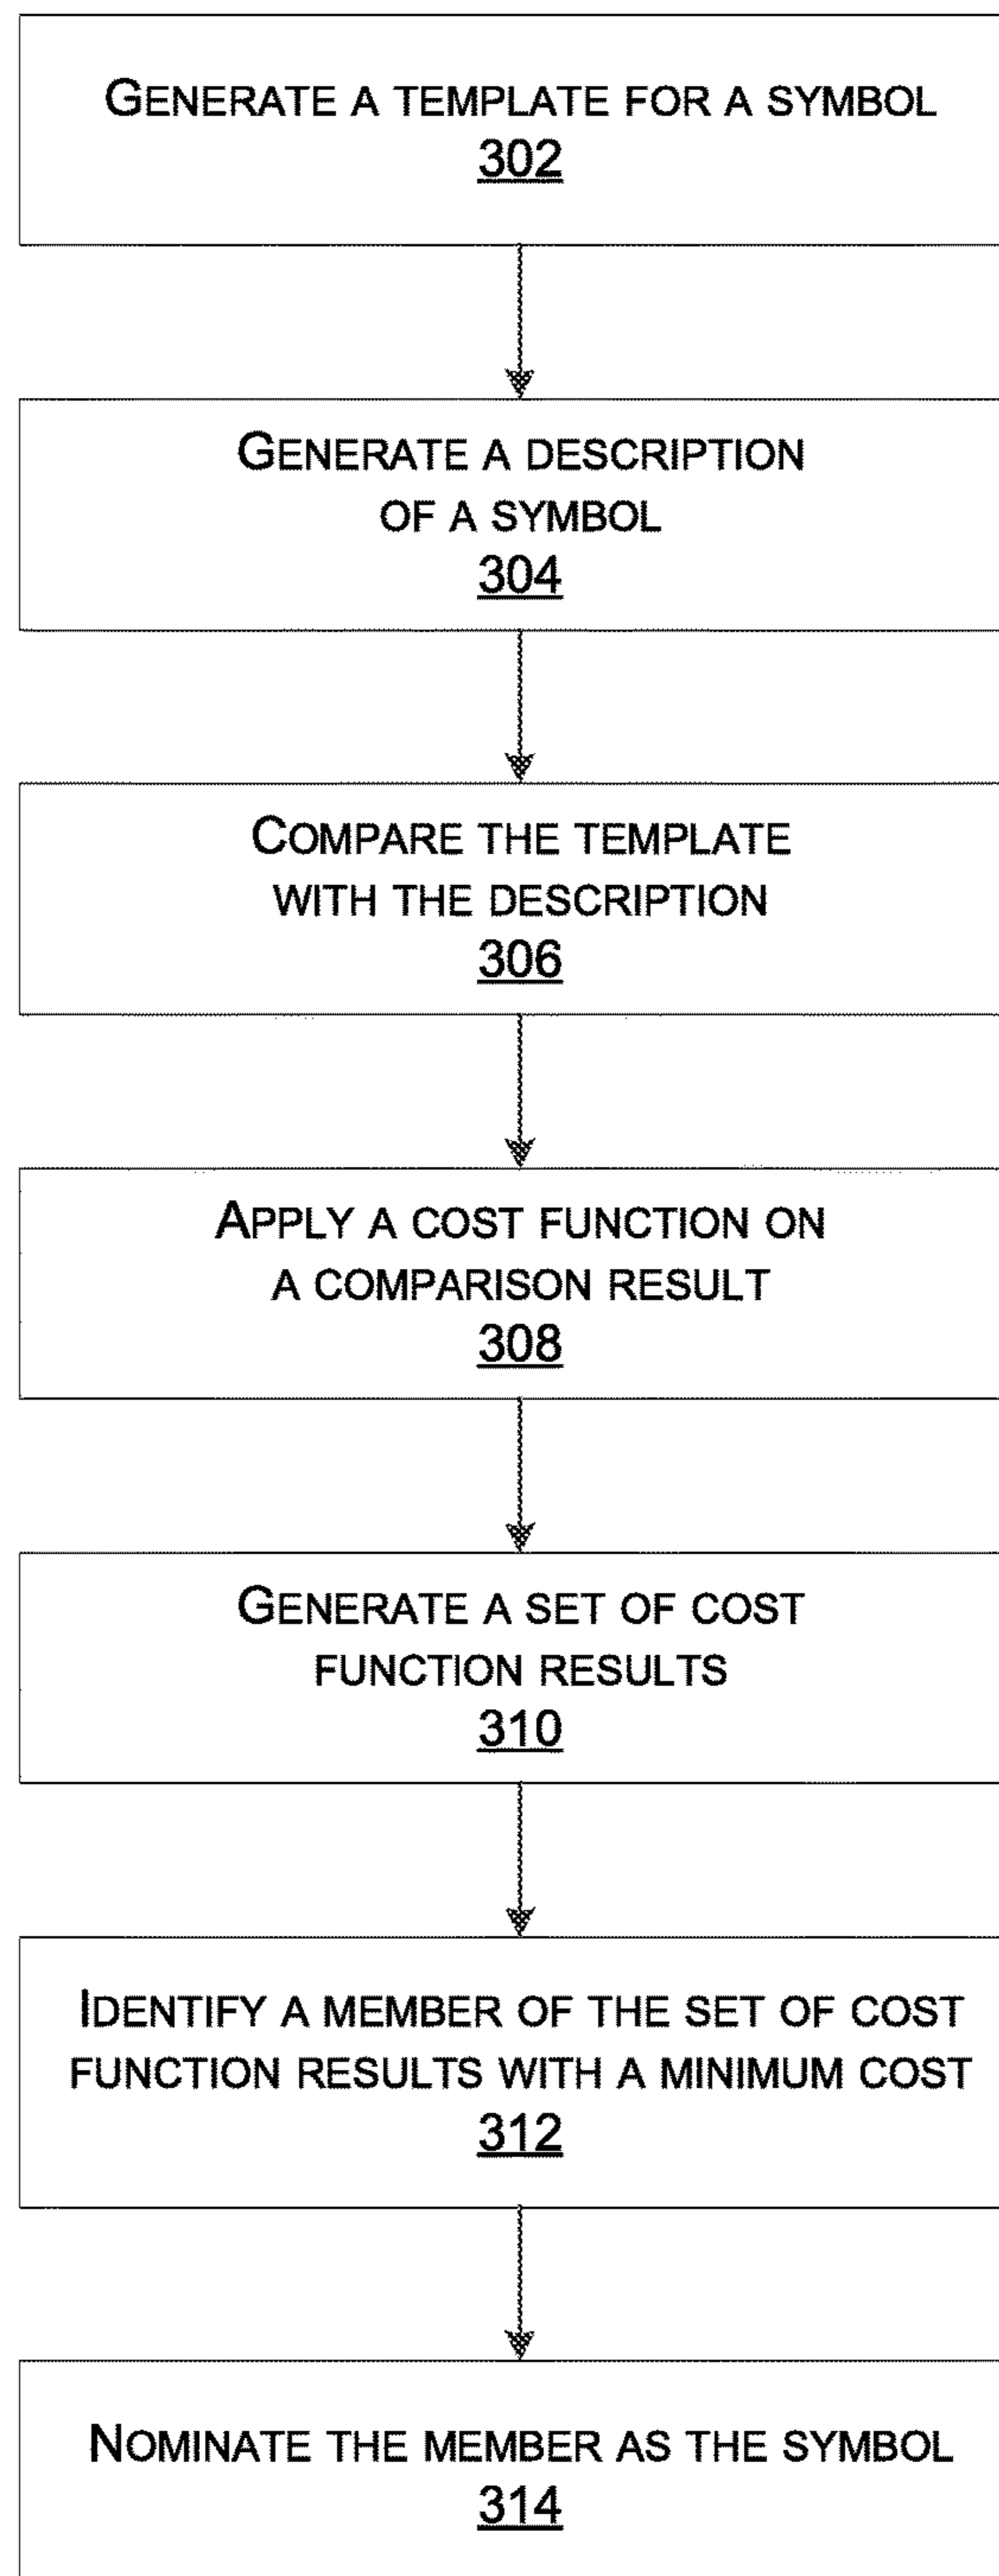 GENERATE A TEMPLATE FOR A SYMBOL
302
GENERATE A DESCRIPTION
OF A SYMBOL
304
COMPARE THE TEMPLATE
WITH THE DESCRIPTION
306
APPLY A COST FUNCTION ON
A COMPARISON RESULT
308
GENERATE A SET OF COST
FUNCTION RESULTS
310
IDENTIFY A MEMBER OF THE SET OF COST
FUNCTION RESULTS WITH A MINIMUM COST
312
NOMINATE THE MEMBER AS THE SYMBOL
314